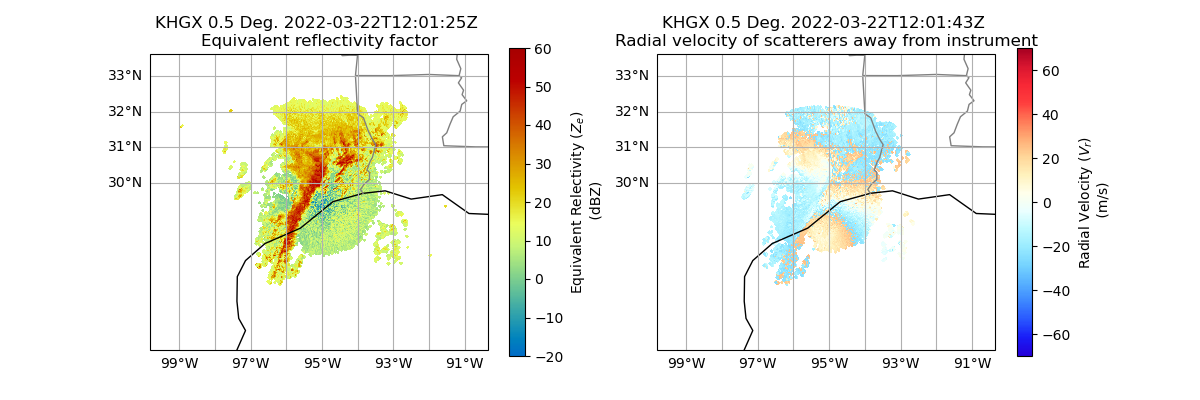 KHGX 0.5 Deg. 2022-03-22T12:01:25Z
Equivalent reflectivity factor
33°N
32°N
31°N
30°N
99°W
97°W
95°W
93°W
91°W
60
50
40
30
20
10
0
−10
−20
Equivalent Relectivity (Ze)
(dBZ)
KHGX 0.5 Deg. 2022-03-22T12:01:43Z
Radial velocity of scatterers away from instrument
33°N
32°N
31°N
30°N
99°W
97°W
95°W
93°W
91°W
60
40
20
0
−20
−40
−60
Radial Velocity (Vr)
(m/s)